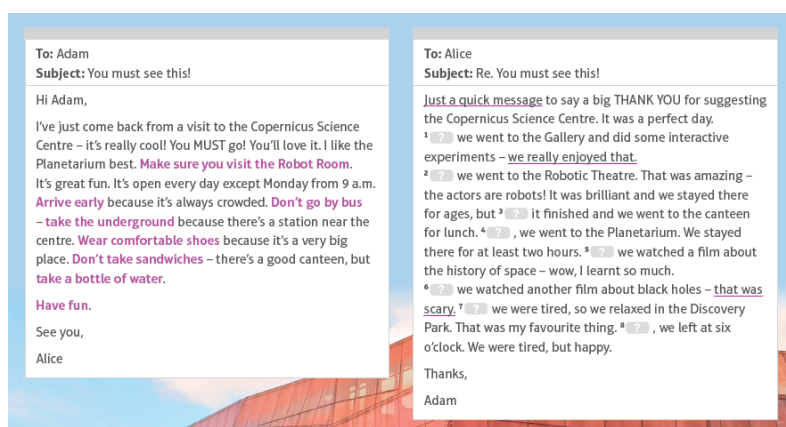 To: Adam
Subject: You must see this!
Hi Adam,
I've just come back from a visit to the Copernicus Science
Centre – it's really cool! You MUST go! You'll love it. I like the
Planetarium best. Make sure you visit the Robot Room.
It's great fun. It's open every day except Monday from 9 a.m.
Arrive early because it's always crowded. Don't go by bus
– take the underground because there's a station near the
centre. Wear comfortable shoes because it's a very big
place. Don't take sandwiches – there's a good canteen, but
take a bottle of water.
Have fun.
See you,
Alice
To: Alice
Subject: Re. You must see this!
Just a quick message to say a big THANK YOU for suggesting
the Copernicus Science Centre. It was a perfect day.
1 ? we went to the Gallery and did some interactive
experiments – we really enjoyed that.
2 ? we went to the Robotic Theatre. That was amazing –
the actors are robots! It was brilliant and we stayed there
for ages, but 3 ? it finished and we went to the canteen
for lunch. 4 ? , we went to the Planetarium. We stayed
there for at least two hours. 5 ? we watched a film about
the history of space – wow, I learnt so much.
6 ? we watched another film about black holes – that was
scary. 7 ? we were tired, so we relaxed in the Discovery
Park. That was my favourite thing. 8 ? , we left at six
o'clock. We were tired, but happy.
Thanks,
Adam